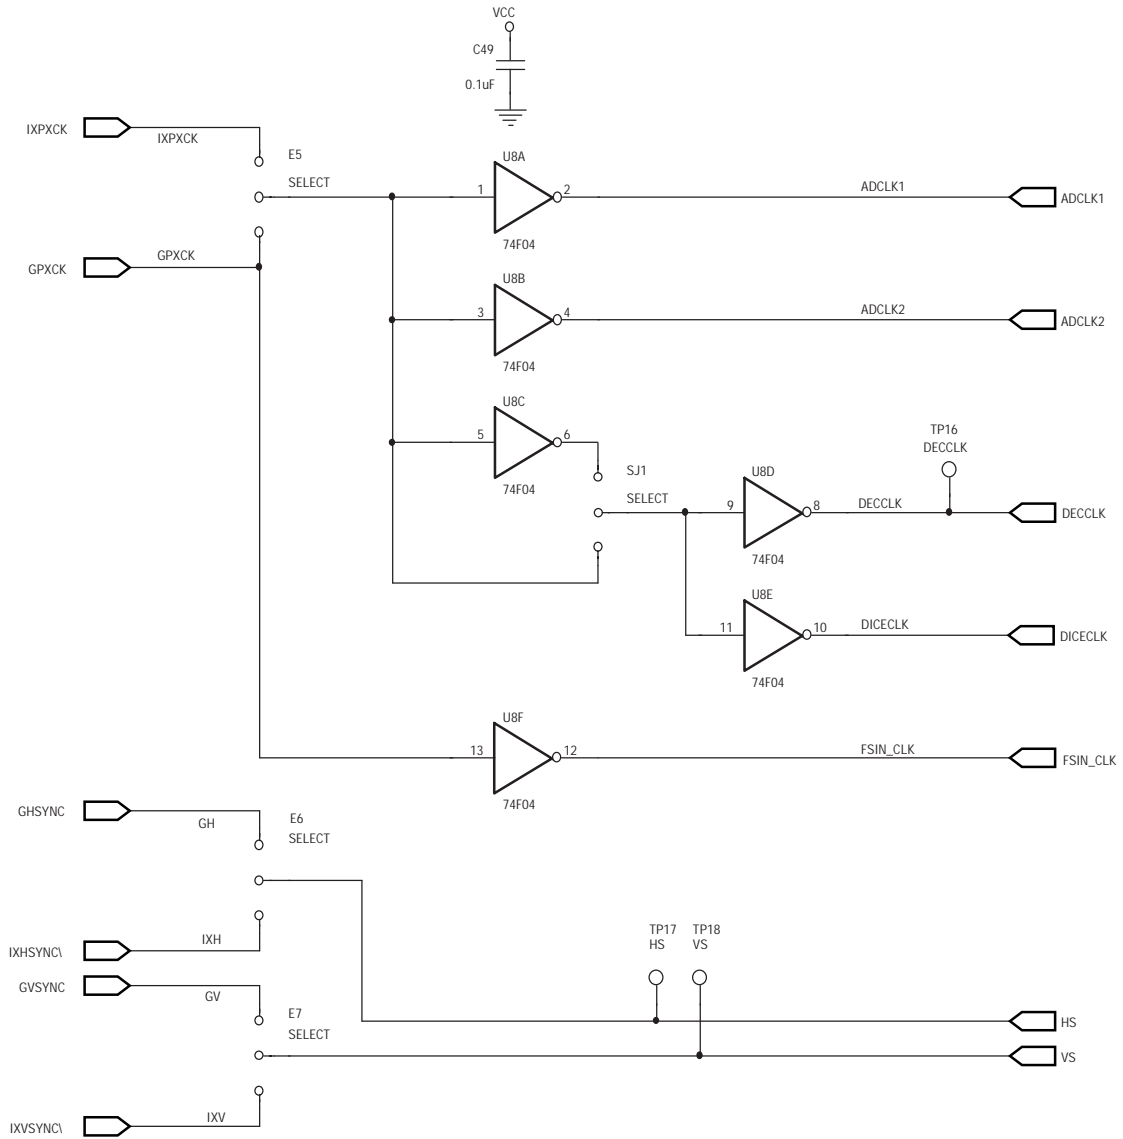 VCC
C49
0.1uF
IXPXCK
IXPXCK
E5
SELECT
U8A
1
2
74F04
ADCLK1
ADCLK1
GPXCK
GPXCK
U8B
3
4
74F04
ADCLK2
ADCLK2
U8C
5
6
74F04
SJ1
SELECT
TP16
DECCLK
U8D
9
8
74F04
DECCLK
DECCLK
U8E
11
10
74F04
DICECLK
DICECLK
U8F
13
12
74F04
FSIN_CLK
FSIN_CLK
GHSYNC
GH
E6
SELECT
IXHSYNC\
IXH
TP17
HS
TP18
VS
GVSYNC
GV
E7
SELECT
HS
VS
IXVSYNC\
IXV